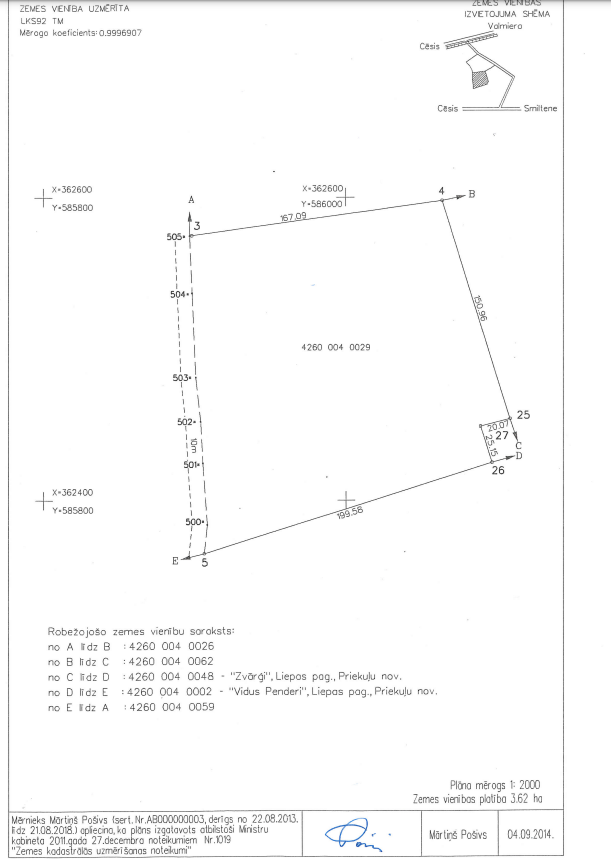 ZEMES VIENĪBA UZMĒRĪTA
LKS92 TM
Mēroga koeficients: 0.9996907
ZEMES VIENĪBAS
IZVIETOJUMA SHĒMA
Valmiera
Cēsis
Cēsis
Smiltene
X=362600
Y=585800
X=362600
Y=586000
A
3
4
B
167.09
505
504
150.96
4260 004 0029
503
502
10m
501
500
25
20.07
27
25.15
C
D
26
X=362400
Y=585800
199.58
E
5
Robežojošo zemes vienību saraksts:
no A līdz B : 4260 004 0026
no B līdz C : 4260 004 0062
no C līdz D : 4260 004 0048 - "Zvārģi", Liepas pag., Priekuļu nov.
no D līdz E : 4260 004 0002 - "Vidus Penderi", Liepas pag., Priekuļu nov.
no E līdz A : 4260 004 0059
Plāna mērogs 1: 2000
Zemes vienības platība 3.62 ha
Mērnieks Mārtiņš Pošivs (sert. Nr.AB000000003, derīgs no 22.08.2013.
līdz 21.08.2018.) apliecina, ka plāns izgatavots atbilstoši Ministru
kabineta 2011.gada 27.decembra noteikumiem Nr.1019
"Zemes kadastrālās uzmērīšanas noteikumi"
Mārtiņš Pošivs
04.09.2014.